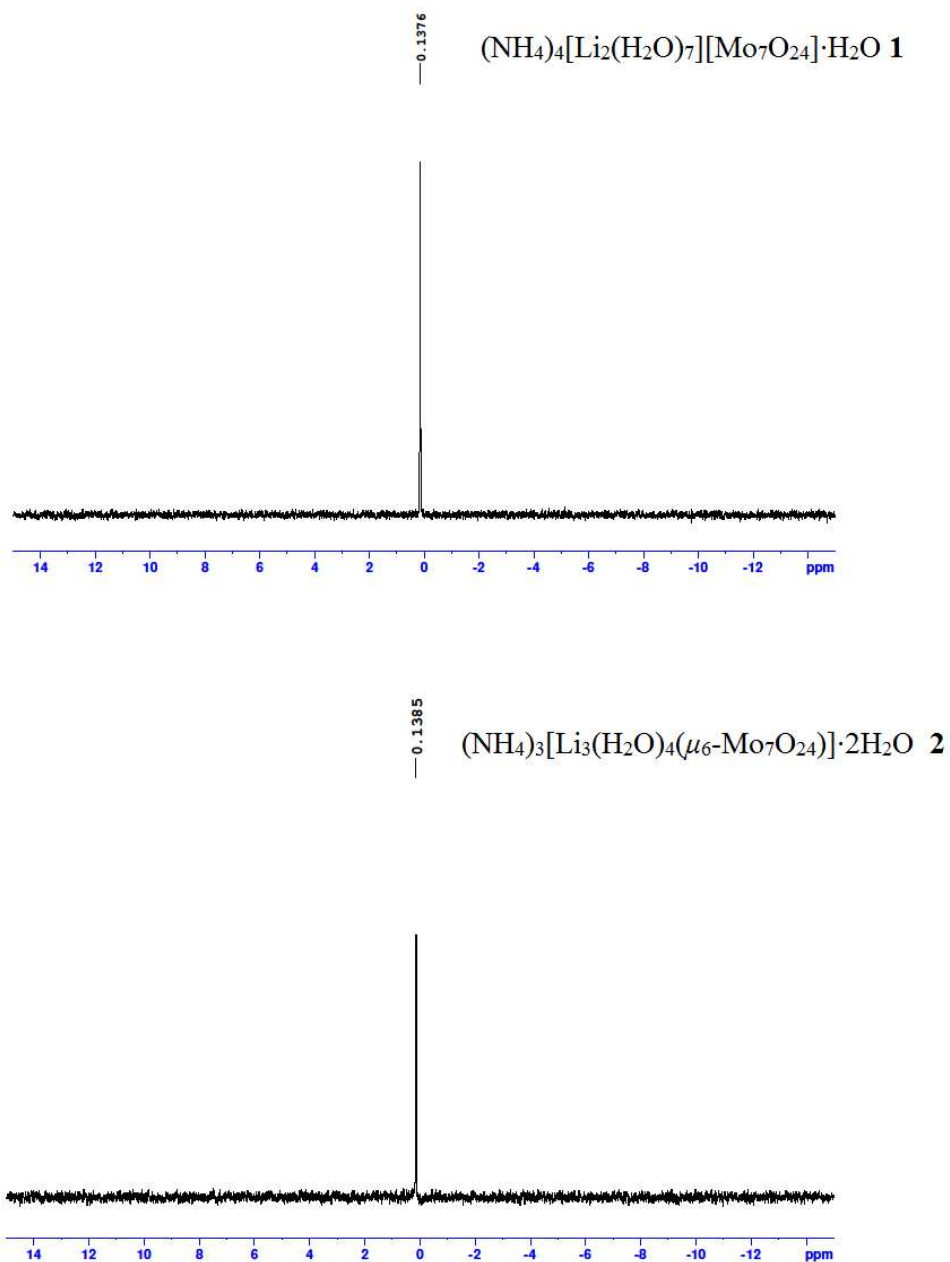 0.1376
(NH₄)₄[Li₂(H₂O)₇][Mo₇O₂₄]·H₂O 1
14 12 10 8 6 4 2 0 -2 -4 -6 -8 -10 -12 ppm
0.1385
(NH₄)₃[Li₃(H₂O)₄(μ₆-Mo₇O₂₄)]·2H₂O 2
14 12 10 8 6 4 2 0 -2 -4 -6 -8 -10 -12 ppm